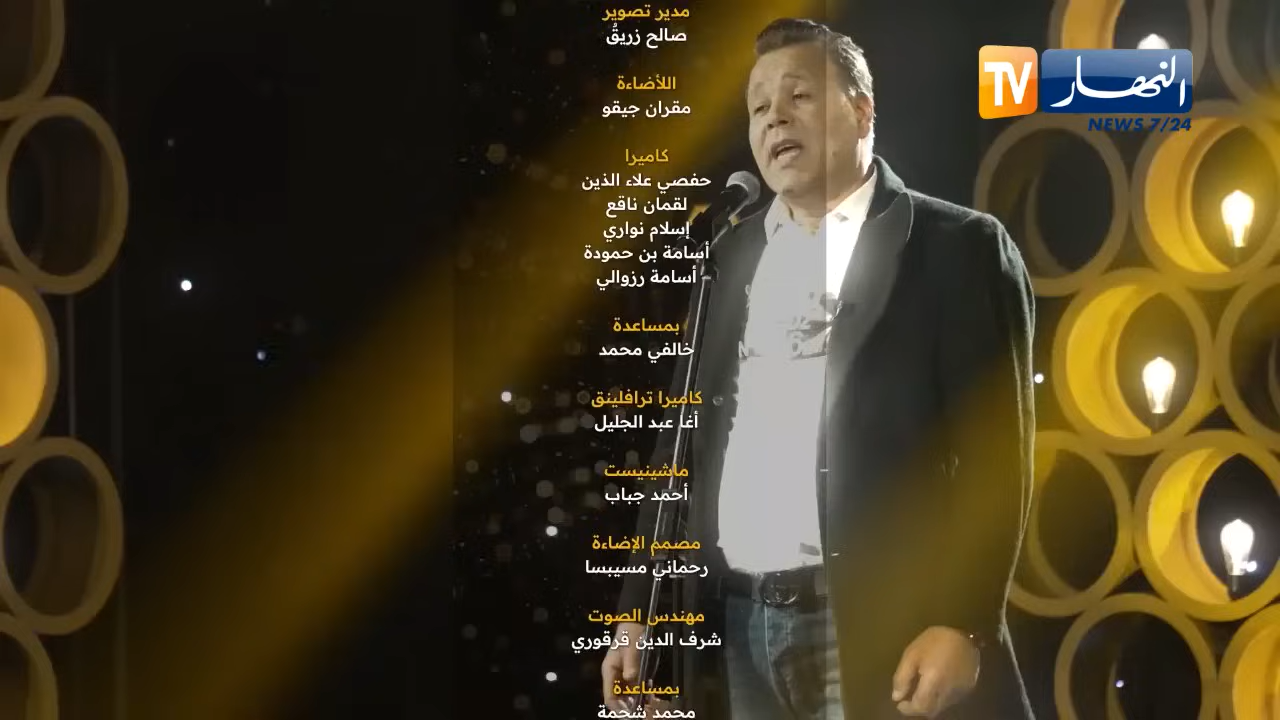 مدير تصوير
صالح زريقُ
اللأضاءة
مقران جيقو
كاميرا
حفصي علاء الذين
لقمان ناقع
إسلام نواري
أسامة بن حمودة
أسامة رزوالي
بمساعدة
خالفي محمد
كاميرا ترافلينق
أغا عبد الجليل
ماشينيست
أحمد جباب
مصمم الإضاءة
رحماني مسيبسا
مهندس الصوت
شرف الدين قرقوري
بمساعدة
محمد شحمة
TV النهار
NEWS 7/24